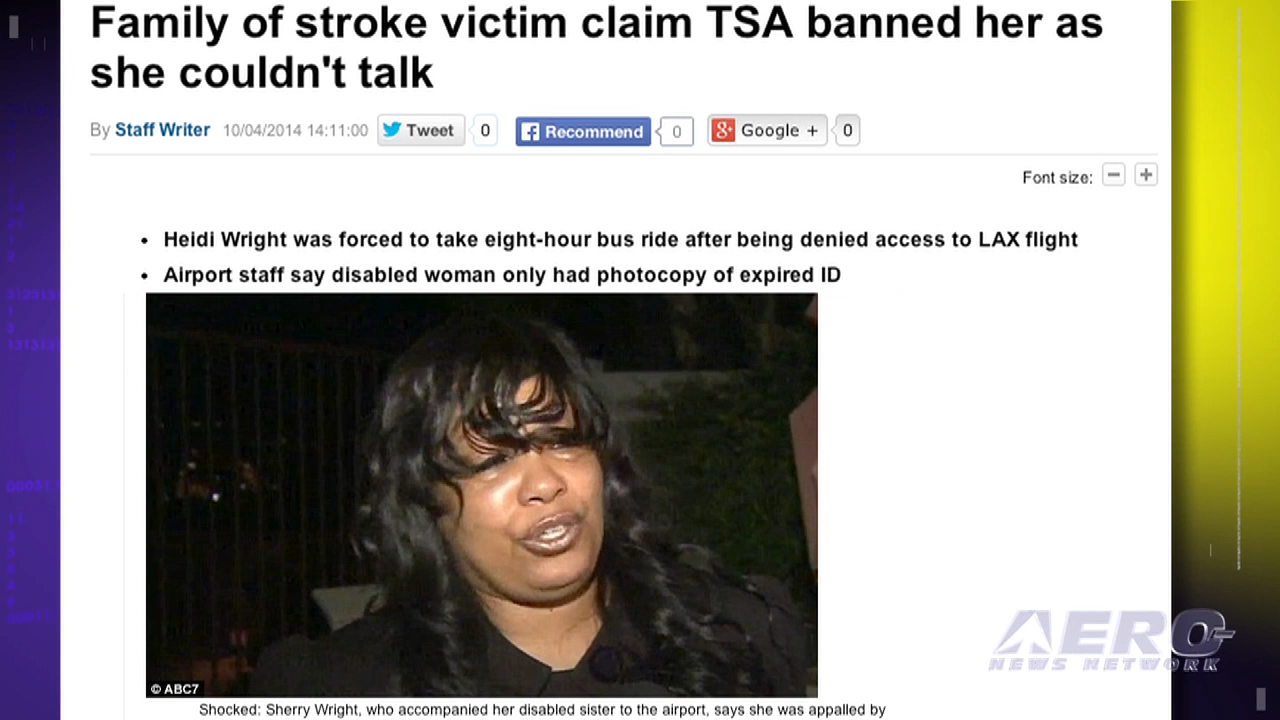 Family of stroke victim claim TSA banned her as
she couldn't talk
By Staff Writer 10/04/2014 14:11:00 Tweet 0 Recommend 0 Google + 0
Font size:
• Heidi Wright was forced to take eight-hour bus ride after being denied access to LAX flight
• Airport staff say disabled woman only had photocopy of expired ID
© ABC7
Shocked: Sherry Wright, who accompanied her disabled sister to the airport, says she was appalled by
AERO
NEWS NETWORK